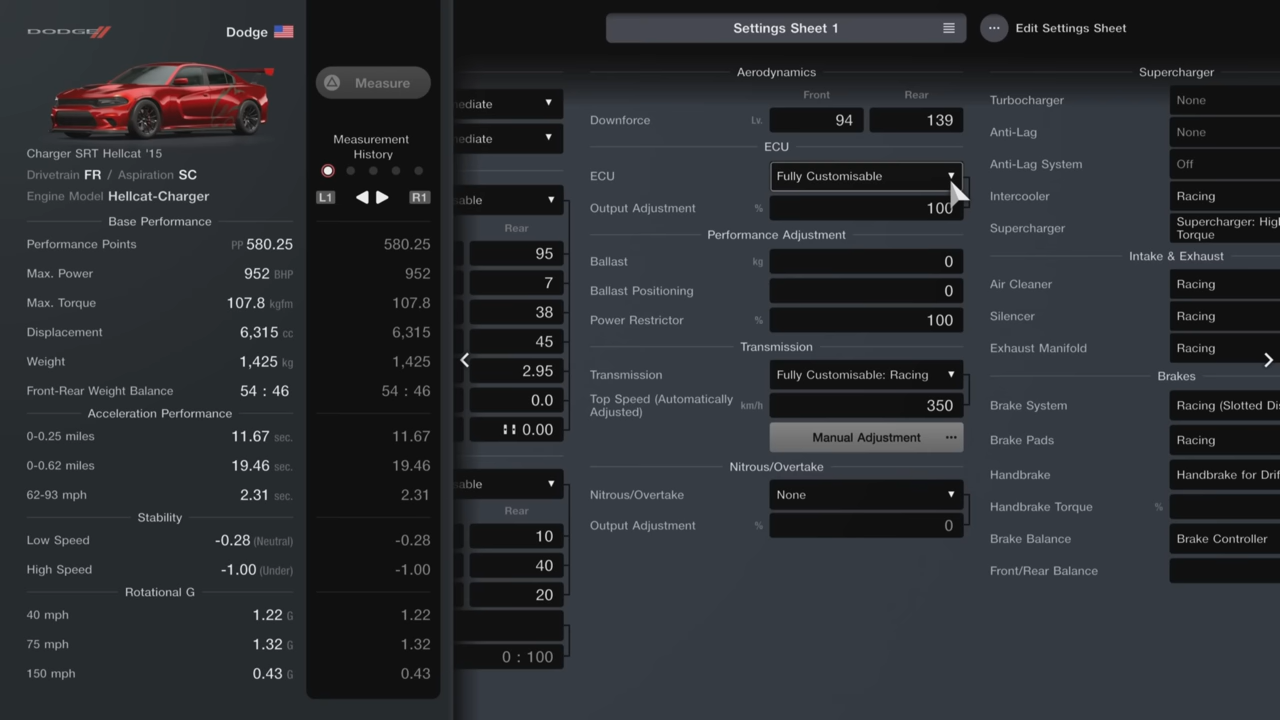 DODGE
Dodge
Charger SRT Hellcat '15
Drivetrain FR / Aspiration SC
Engine Model Hellcat-Charger
Base Performance
Performance Points PP 580.25
Max. Power 952 BHP
Max. Torque 107.8 kgfm
Displacement 6,315 cc
Weight 1,425 kg
Front-Rear Weight Balance 54 : 46
Acceleration Performance
0-0.25 miles 11.67 sec.
0-0.62 miles 19.46 sec.
62-93 mph 2.31 sec.
Stability
Low Speed -0.28 (Neutral)
High Speed -1.00 (Under)
Rotational G
40 mph 1.22 G
75 mph 1.32 G
150 mph 0.43 G
Measure
Measurement
History
L1 R1
580.25
952
107.8
6,315
1,425
54 : 46
11.67
19.46
2.31
-0.28
-1.00
1.22
1.32
0.43
Settings Sheet 1
Edit Settings Sheet
Rear
95
7
38
45
2.95
0.0
0.00
Rear
10
40
20
0 : 100
Aerodynamics
Front Rear
Downforce Lv. 94 139
ECU
ECU Fully Customisable
Output Adjustment % 100
Performance Adjustment
Ballast kg 0
Ballast Positioning 0
Power Restrictor % 100
Transmission
Transmission Fully Customisable: Racing
Top Speed (Automatically
Adjusted) km/h 350
Manual Adjustment
Nitrous/Overtake
Nitrous/Overtake None
Output Adjustment % 0
Supercharger
Turbocharger None
Anti-Lag None
Anti-Lag System Off
Intercooler Racing
Supercharger Supercharger: Hig
Torque
Intake & Exhaust
Air Cleaner Racing
Silencer Racing
Exhaust Manifold Racing
Brakes
Brake System Racing (Slotted Dis
Brake Pads Racing
Handbrake Handbrake for Drif
Handbrake Torque %
Brake Balance Brake Controller
Front/Rear Balance